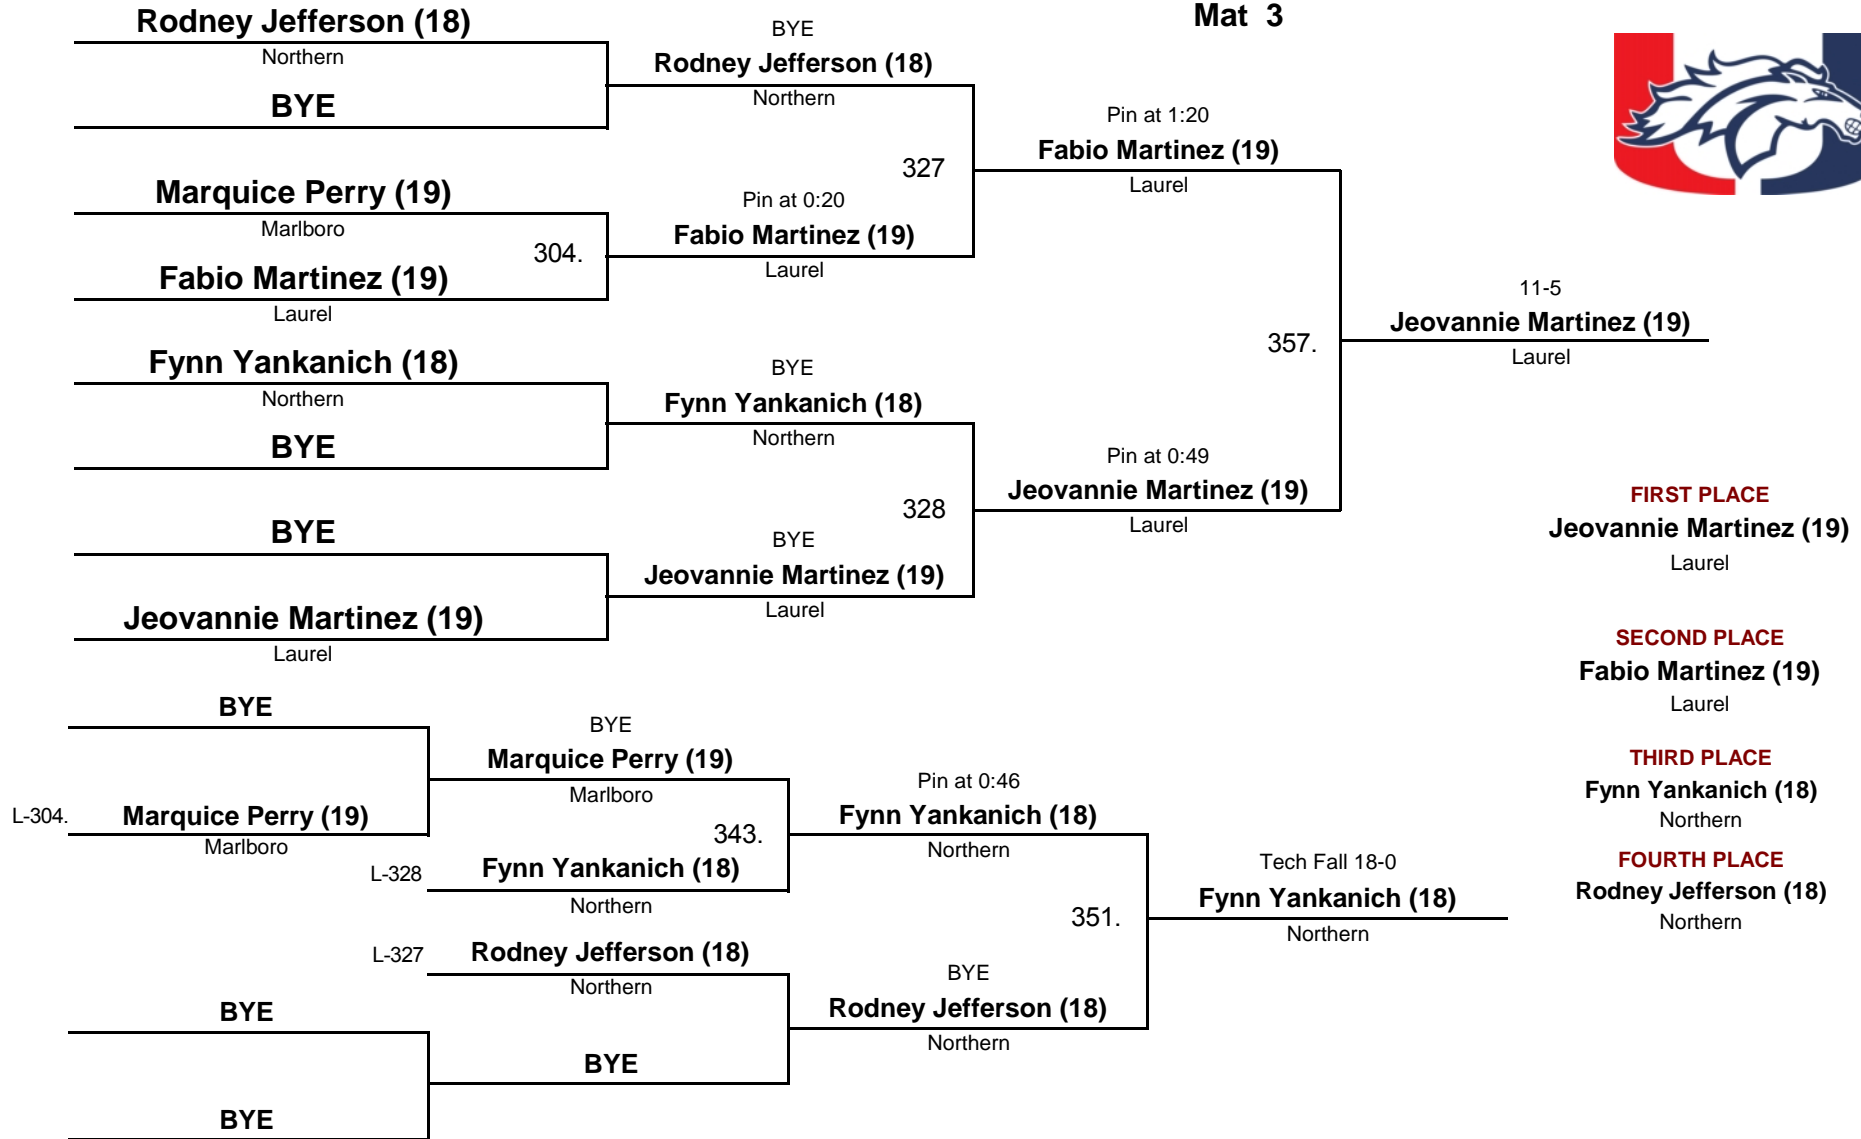 Mat 3
Rodney Jefferson (18)
Northern
BYE
Marquice Perry (19)
Marlboro
304.
Fabio Martinez (19)
Laurel
Fynn Yankanich (18)
Northern
BYE
BYE
Jeovannie Martinez (19)
Laurel
BYE
Rodney Jefferson (18)
Northern
327
Pin at 0:20
Fabio Martinez (19)
Laurel
BYE
Fynn Yankanich (18)
Northern
328
BYE
Jeovannie Martinez (19)
Laurel
Pin at 1:20
Fabio Martinez (19)
Laurel
357.
Pin at 0:49
Jeovannie Martinez (19)
Laurel
11-5
Jeovannie Martinez (19)
Laurel
FIRST PLACE
Jeovannie Martinez (19)
Laurel
SECOND PLACE
Fabio Martinez (19)
Laurel
THIRD PLACE
Fynn Yankanich (18)
Northern
FOURTH PLACE
Rodney Jefferson (18)
Northern
BYE
L-304.
Marquice Perry (19)
Marlboro
BYE
BYE
BYE
Marquice Perry (19)
Marlboro
343.
L-328
Fynn Yankanich (18)
Northern
L-327
Rodney Jefferson (18)
Northern
BYE
Pin at 0:46
Fynn Yankanich (18)
Northern
351.
BYE
Rodney Jefferson (18)
Northern
Tech Fall 18-0
Fynn Yankanich (18)
Northern